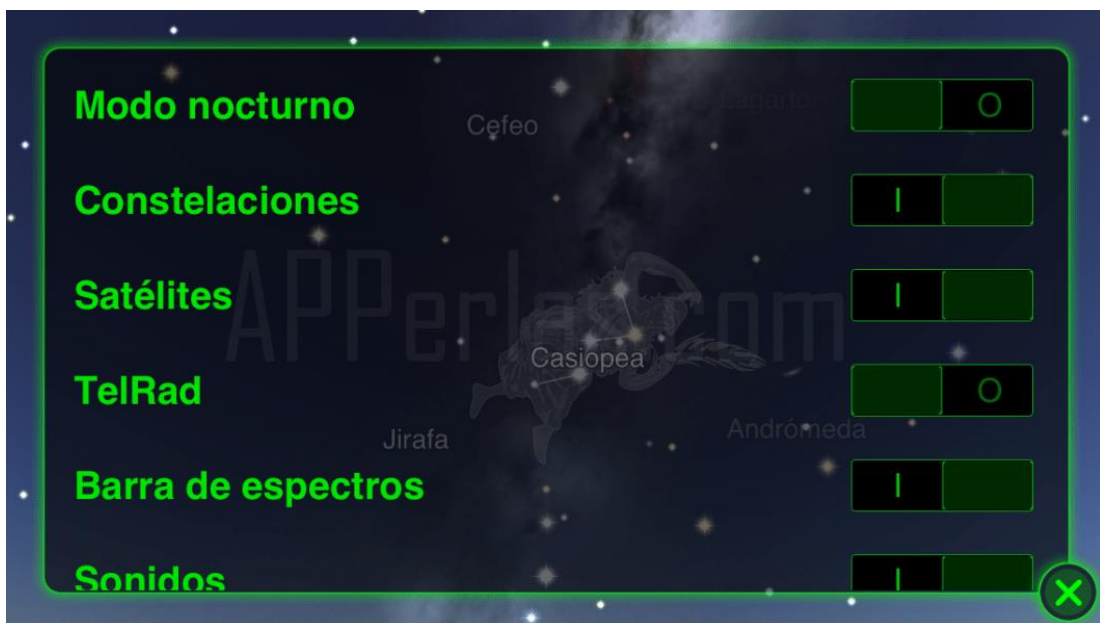 Modo nocturno
O
Lagarto
Cefeo
Constelaciones
I
Satélites
I
APPerlas.com
Casiopea
TelRad
O
Andrómeda
Jirafa
Barra de espectros
I
Sonidos
I
X